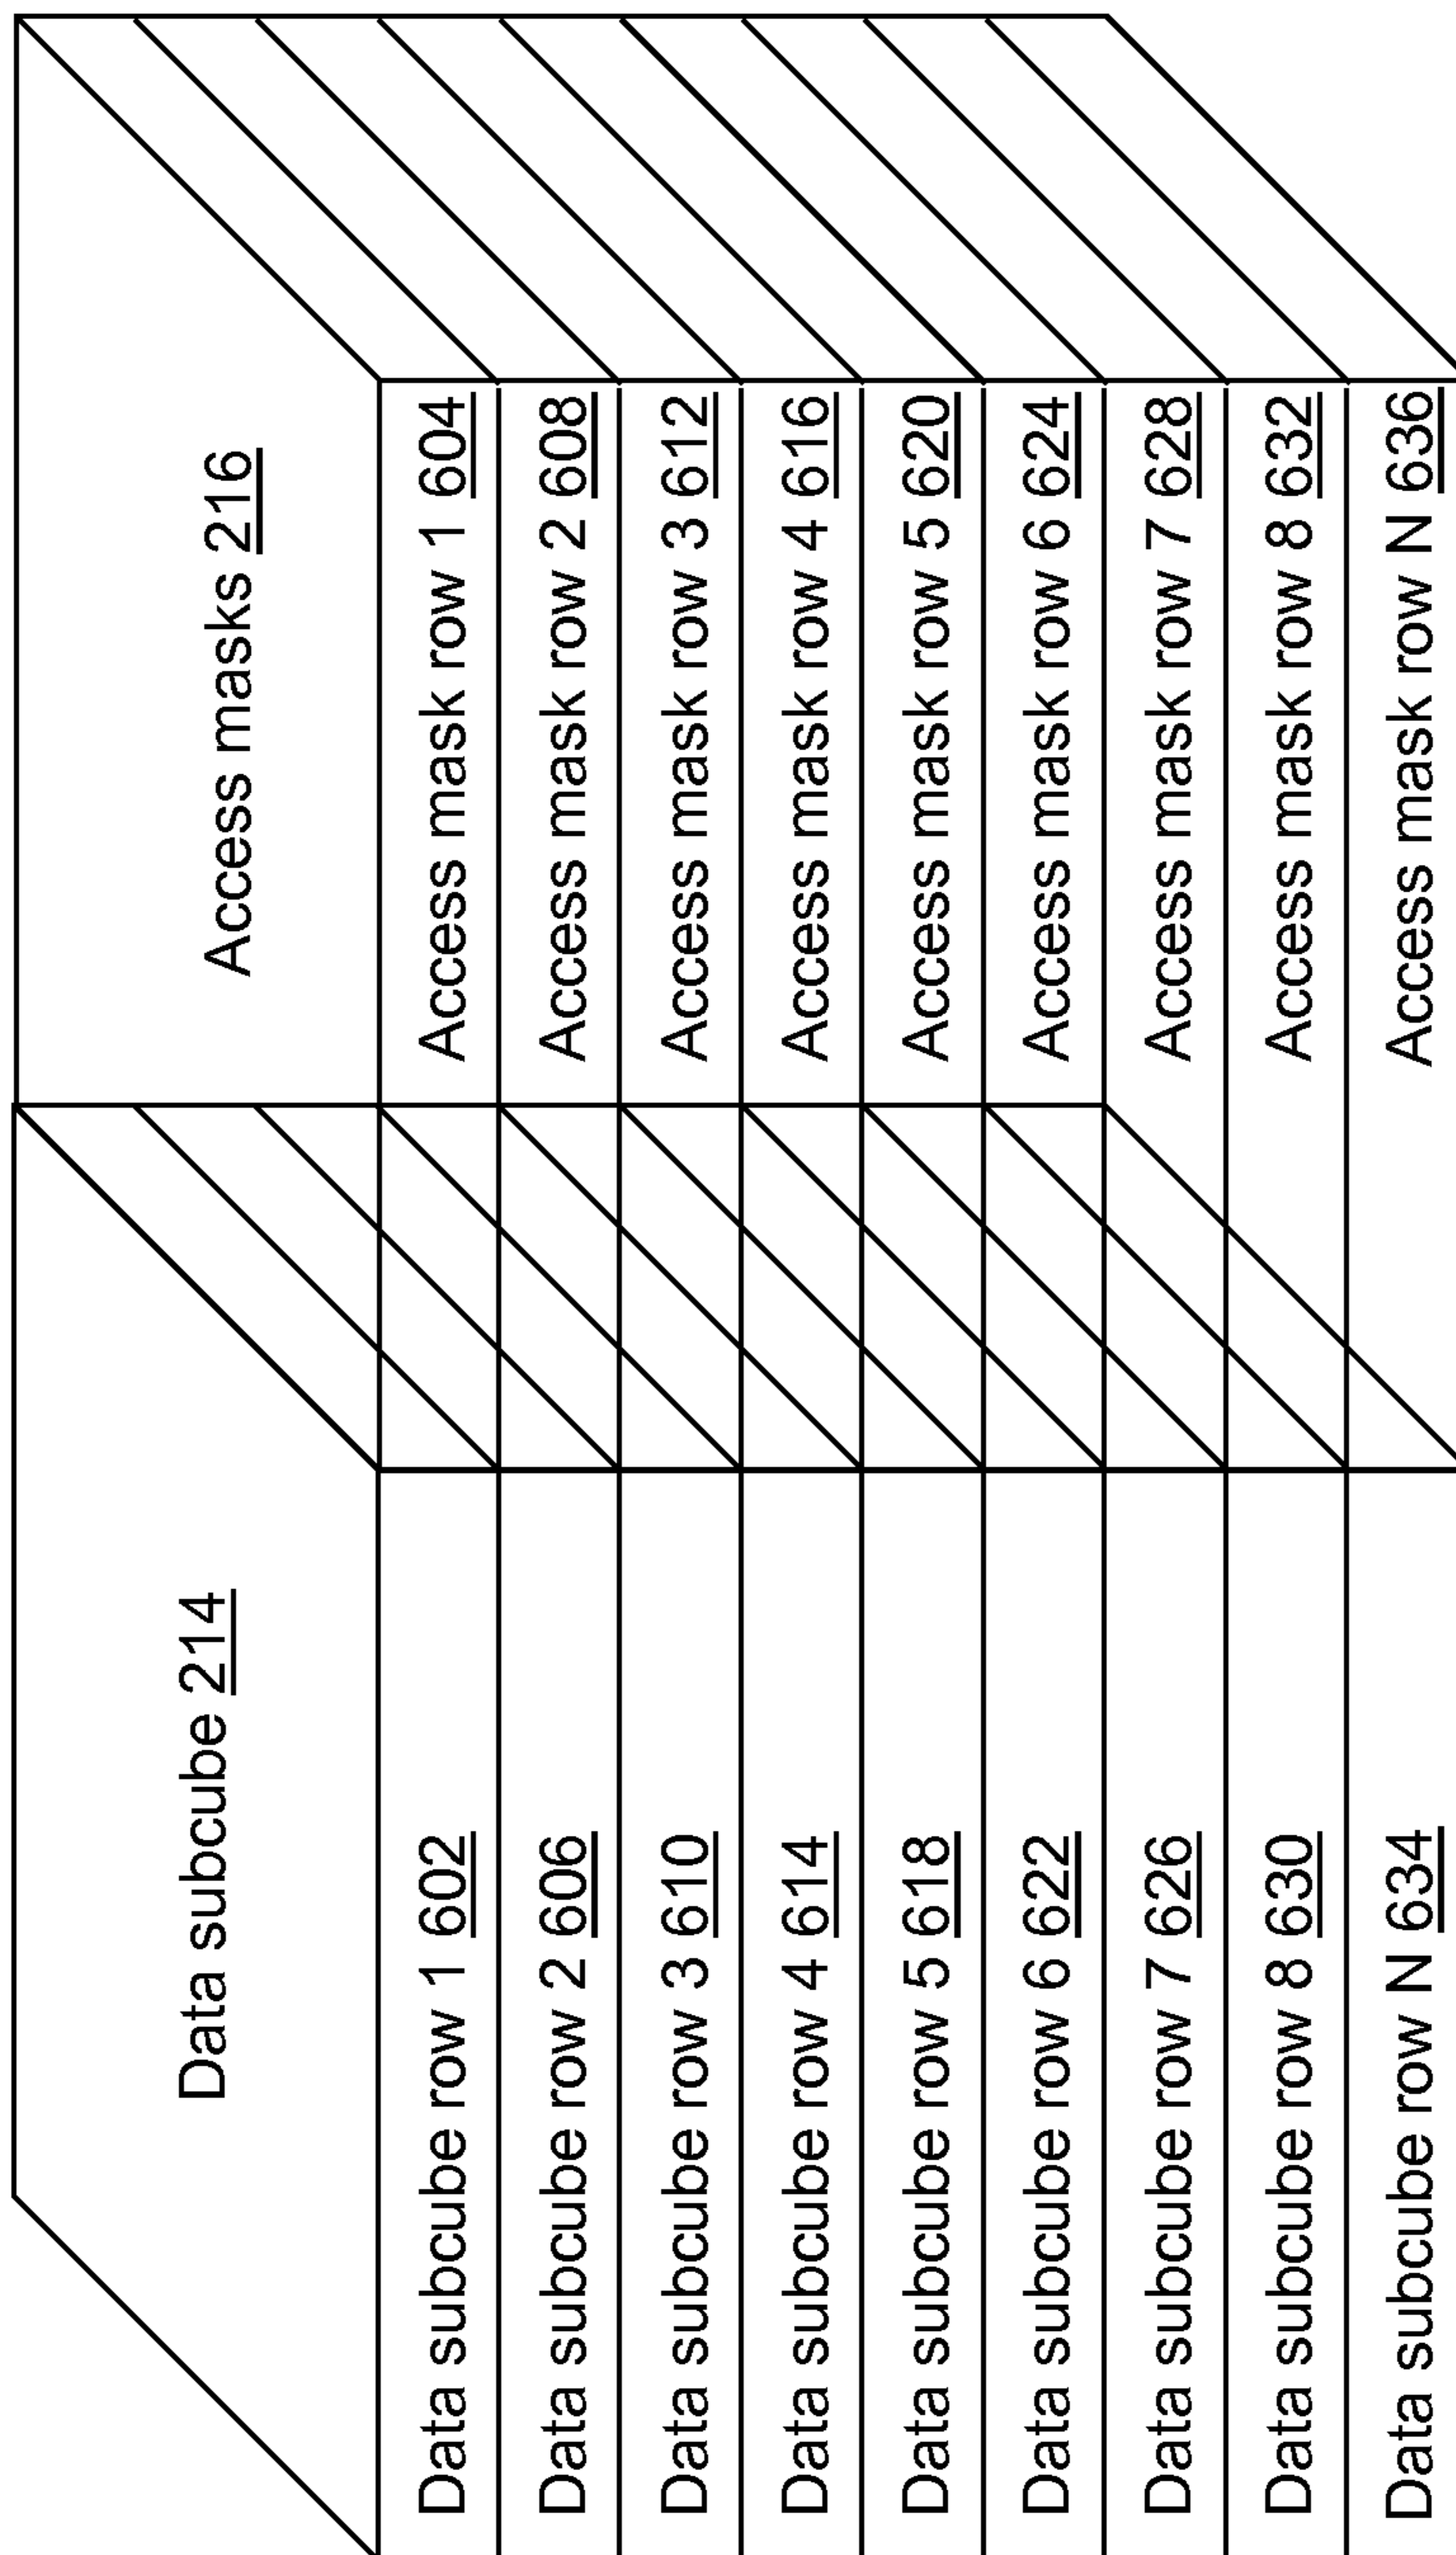 Data subcube 214
Access masks 216
Data subcube row 1 602
Access mask row 1 604
Data subcube row 2 606
Access mask row 2 608
Data subcube row 3 610
Access mask row 3 612
Data subcube row 4 614
Access mask row 4 616
Data subcube row 5 618
Access mask row 5 620
Data subcube row 6 622
Access mask row 6 624
Data subcube row 7 626
Access mask row 7 628
Data subcube row 8 630
Access mask row 8 632
Data subcube row N 634
Access mask row N 636